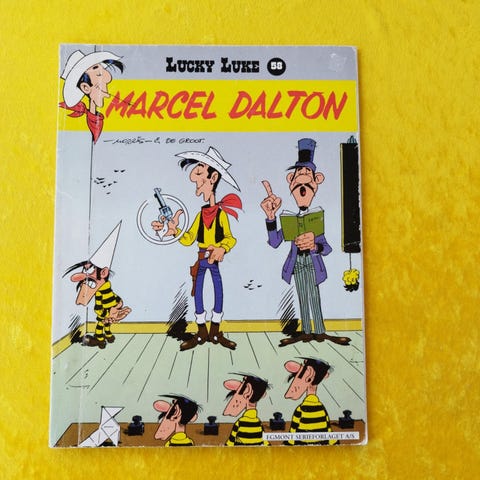 LUCKY LUKE 58
MARCEL DALTON
MORRIS & DE GROOT.
EGMONT SERIEFORLAGET A/S